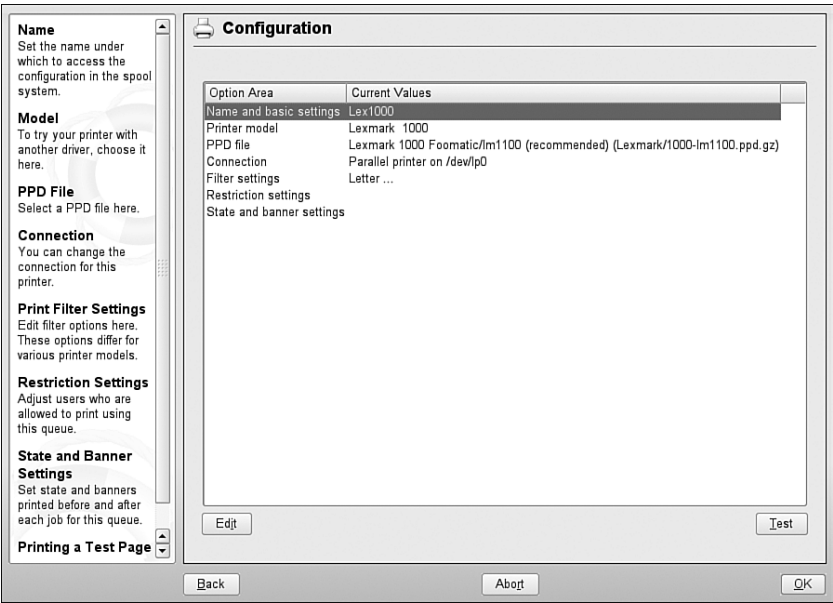 Name
Set the name under
which to access the
configuration in the spool
system.
Model
To try your printer with
another driver, choose it
here.
PPD File
Select a PPD file here.
Connection
You can change the
connection for this
printer.
Print Filter Settings
Edit filter options here.
These options differ for
various printer models.
Restriction Settings
Adjust users who are
allowed to print using
this queue.
State and Banner
Settings
Set state and banners
printed before and after
each job for this queue.
Printing a Test Page
Configuration
Option Area Current Values
Name and basic settings Lex1000
Printer model Lexmark 1000
PPD file Lexmark 1000 Foomatic/lm1100 (recommended) (Lexmark/1000-lm1100.ppd.gz)
Connection Parallel printer on /dev/lp0
Filter settings Letter ...
Restriction settings
State and banner settings
Edit Test
Back Abort OK